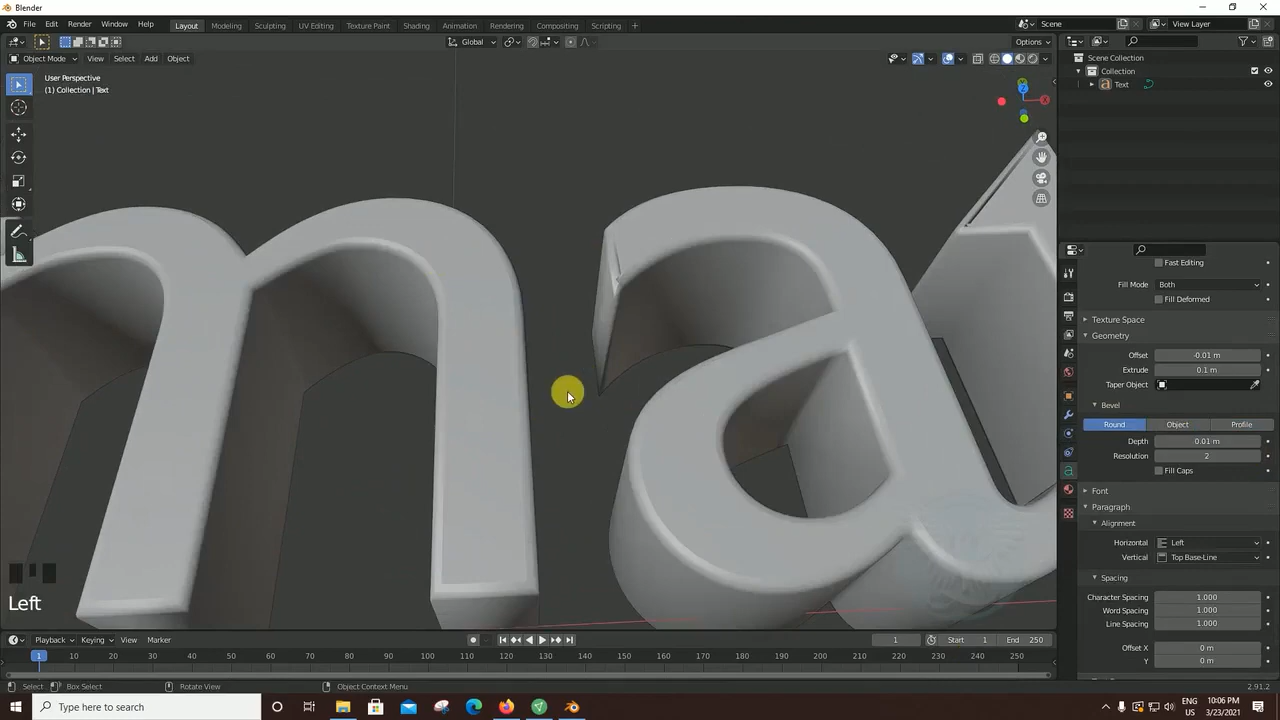 Blender
File Edit Render Window Help Layout Modeling Sculpting UV Editing Texture Paint Shading Animation Rendering Compositing Scripting + Scene View Layer
Global Options
Object Mode View Select Add Object
User Perspective
(1) Collection | Text
Scene Collection
Collection
Text
Fast Editing
Fill Mode Both
Fill Deformed
Texture Space
Geometry
Offset -0.01 m
Extrude 0.1 m
Taper Object
Bevel
Round Object Profile
Depth 0.01 m
Resolution 2
Fill Caps
Font
Paragraph
Alignment
Horizontal Left
Vertical Top Base-Line
Spacing
Character Spacing 1.000
Word Spacing 1.000
Line Spacing 1.000
Offset X 0 m
Y 0 m
ma
Left
Playback Keying View Marker 1 Start 1 End 250
1 10 20 30 40 50 60 70 80 90 100 110 120 130 140 150 160 170 180 190 200 210 220 230 240 250
Select Box Select Rotate View Object Context Menu 2.91.2
Type here to search
ENG 10:06 PM
US 3/23/2021